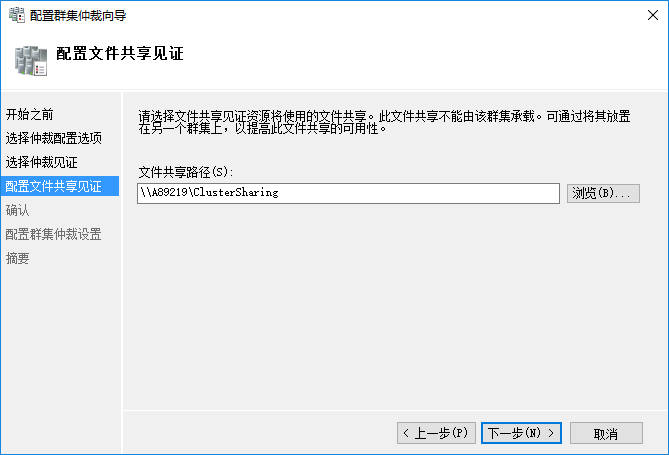 配置群集仲裁向导
配置文件共享见证
开始之前
选择仲裁配置选项
选择仲裁见证
配置文件共享见证
确认
配置群集仲裁设置
摘要
请选择文件共享见证资源将使用的文件共享。此文件共享不能由该群集承载。可通过将其放置
在另一个群集上，以提高此文件共享的可用性。
文件共享路径(S):
\\A89219\ClusterSharing
浏览(B)...
< 上一步(P)
下一步(N) >
取消